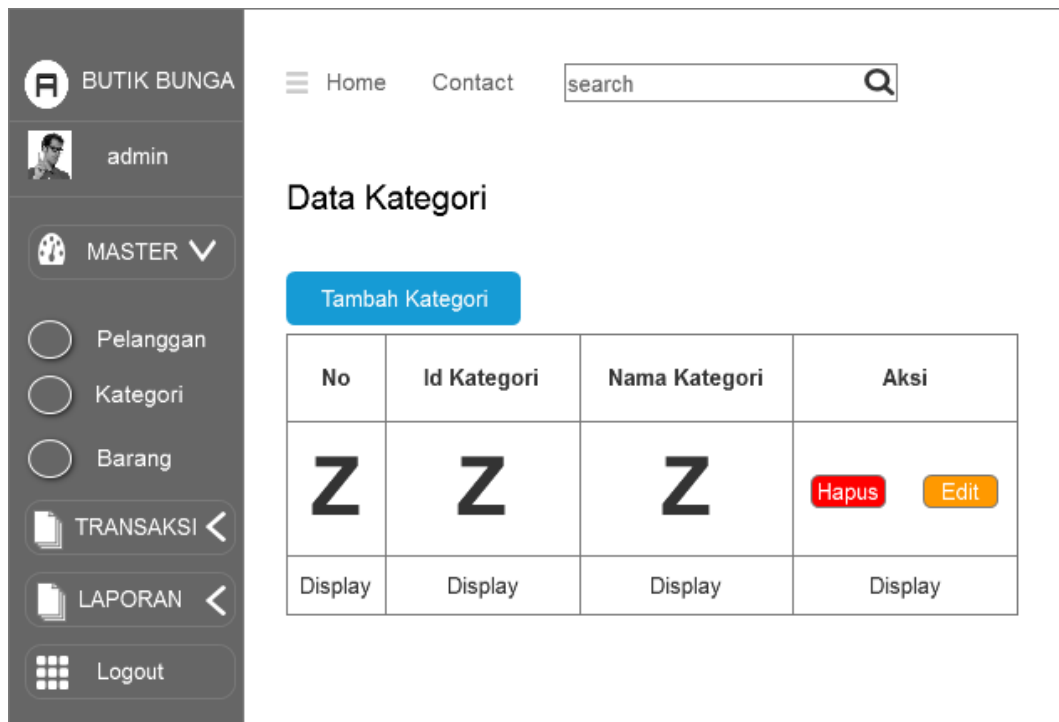 BUTIK BUNGA
admin
MASTER
Pelanggan
Kategori
Barang
TRANSAKSI
LAPORAN
Logout
Home Contact search
Data Kategori
Tambah Kategori
No Id Kategori Nama Kategori Aksi
Z Z Z Hapus Edit
Display Display Display Display